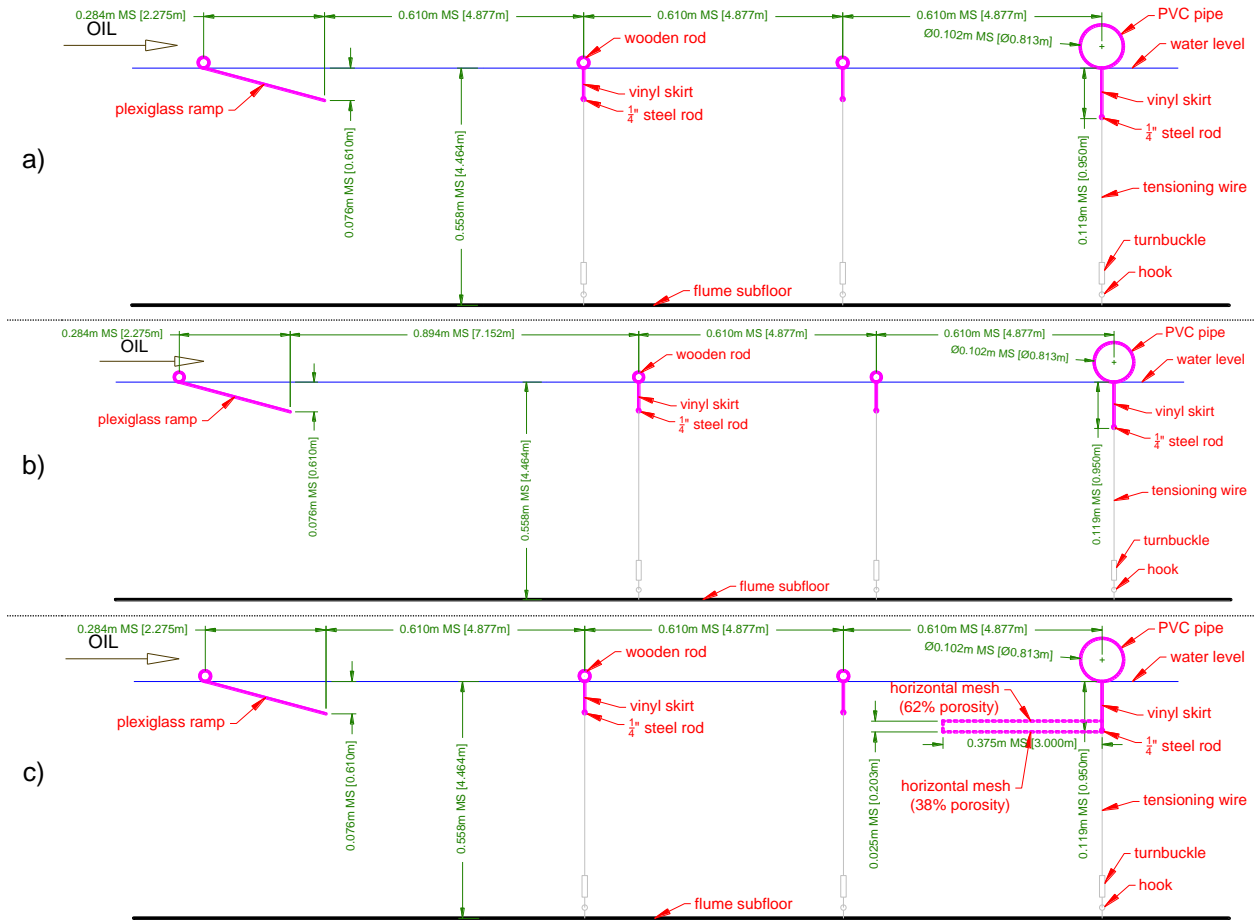 0.284m MS [2.275m]
0.610m MS [4.877m]
0.610m MS [4.877m]
0.610m MS [4.877m]
OIL
PVC pipe
wooden rod
Ø0.102m MS [Ø0.813m]
water level
plexiglass ramp
vinyl skirt
1/4" steel rod
vinyl skirt
1/4" steel rod
a)
0.076m MS [0.610m]
0.558m MS [4.464m]
0.119m MS [0.950m]
tensioning wire
turnbuckle
hook
flume subfloor
0.284m MS [2.275m]
0.894m MS [7.152m]
0.610m MS [4.877m]
0.610m MS [4.877m]
OIL
PVC pipe
wooden rod
Ø0.102m MS [Ø0.813m]
water level
plexiglass ramp
vinyl skirt
1/4" steel rod
vinyl skirt
1/4" steel rod
b)
0.076m MS [0.610m]
0.558m MS [4.464m]
0.119m MS [0.950m]
tensioning wire
turnbuckle
hook
flume subfloor
0.284m MS [2.275m]
0.610m MS [4.877m]
0.610m MS [4.877m]
0.610m MS [4.877m]
OIL
PVC pipe
wooden rod
Ø0.102m MS [Ø0.813m]
water level
plexiglass ramp
vinyl skirt
1/4" steel rod
horizontal mesh
(62% porosity)
vinyl skirt
1/4" steel rod
0.375m MS [3.000m]
c)
0.076m MS [0.610m]
0.558m MS [4.464m]
0.025m MS [0.203m]
horizontal mesh
(38% porosity)
0.119m MS [0.950m]
tensioning wire
turnbuckle
hook
flume subfloor